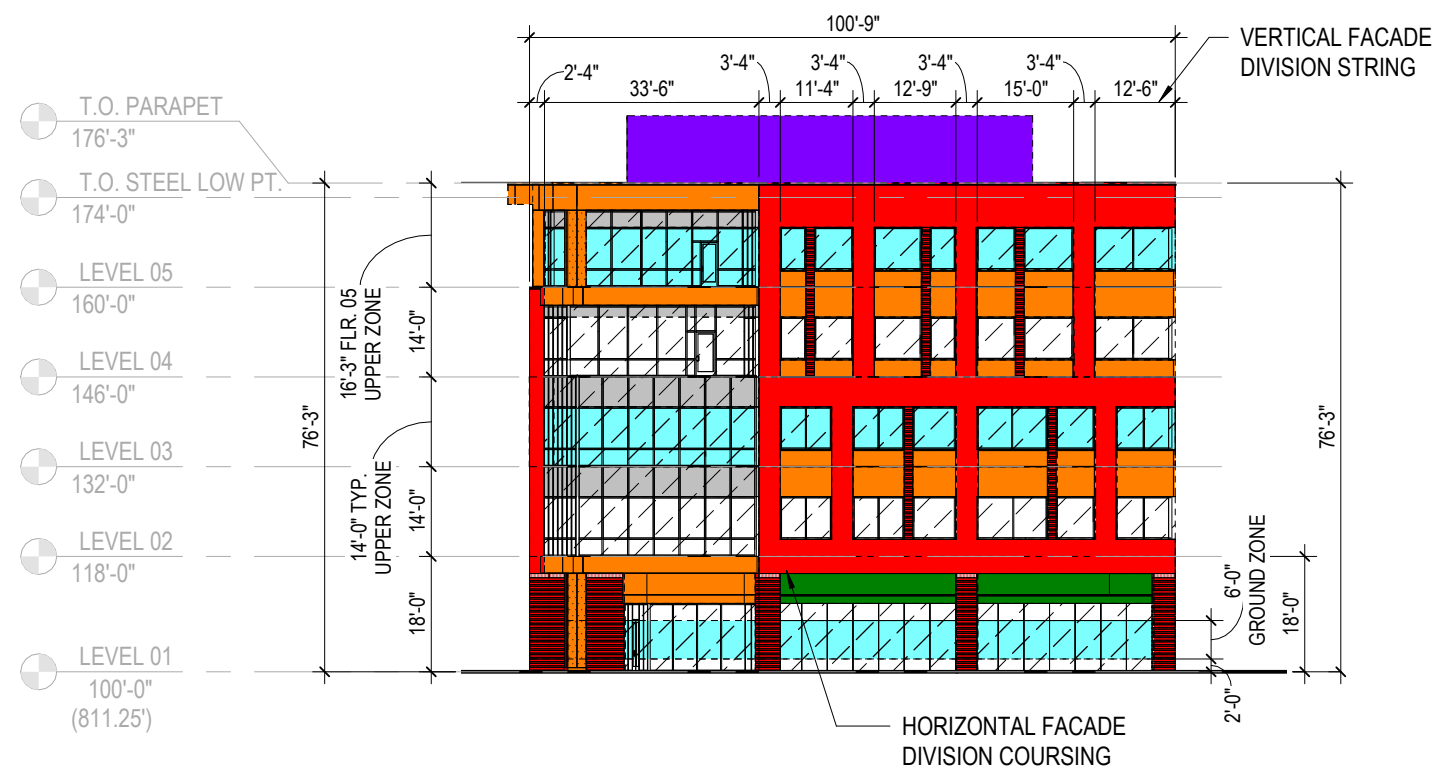 100'-9"
VERTICAL FACADE
DIVISION STRING
2'-4"
3'-4"
3'-4"
3'-4"
3'-4"
33'-6"
11'-4"
12'-9"
15'-0"
12'-6"
T.O. PARAPET
176'-3"
T.O. STEEL LOW PT.
174'-0"
LEVEL 05
160'-0"
LEVEL 04
146'-0"
LEVEL 03
132'-0"
LEVEL 02
118'-0"
LEVEL 01
100'-0"
(811.25')
76'-3"
16'-3" FLR. 05
UPPER ZONE
14'-0" TYP.
UPPER ZONE
14'-0"
14'-0"
18'-0"
76'-3"
6'-0"
GROUND ZONE
18'-0"
2'-0"
HORIZONTAL FACADE
DIVISION COURSING